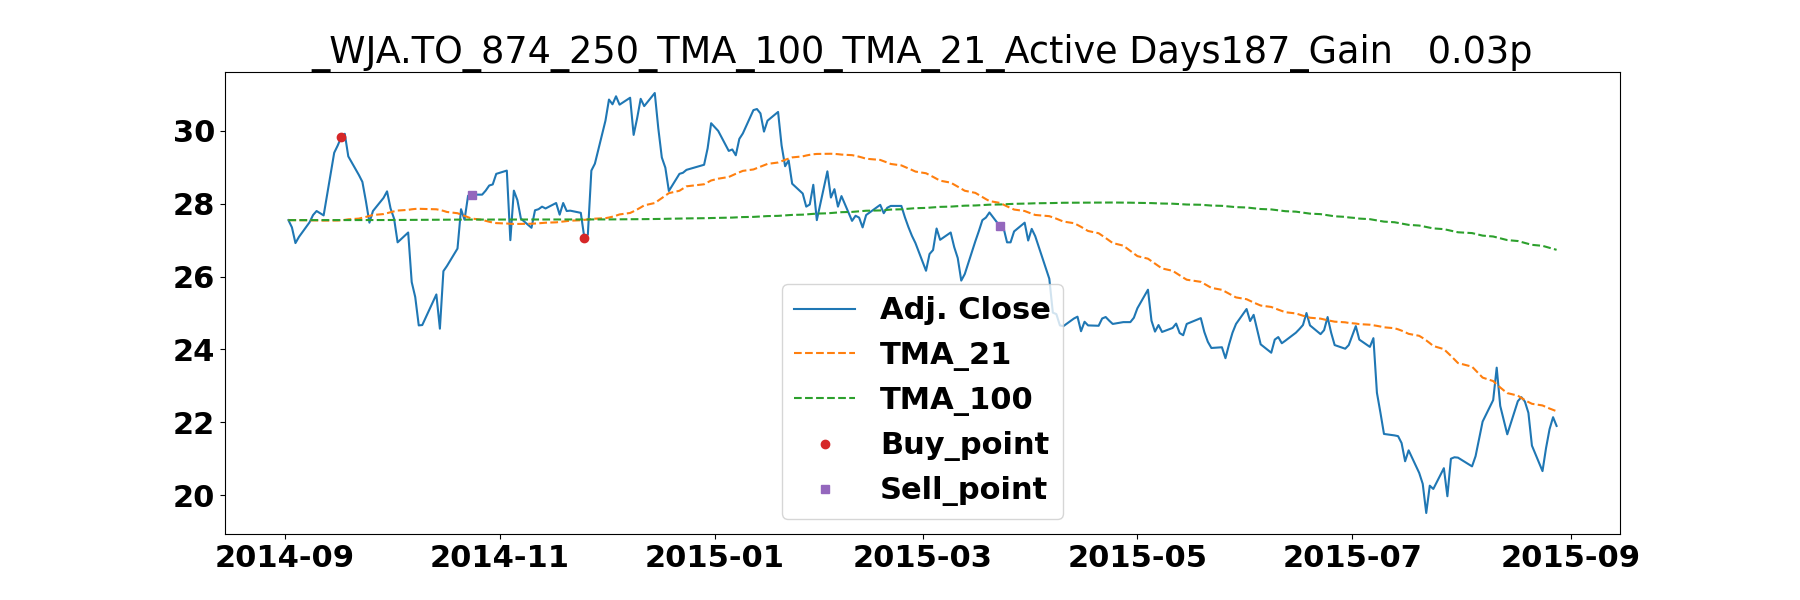 _WJA.TO_874_250_TMA_100_TMA_21_Active Days187_Gain   0.03p
30
28
26
24
22
20
Adj. Close
TMA_21
TMA_100
Buy_point
Sell_point
2014-09 2014-11 2015-01 2015-03 2015-05 2015-07 2015-09